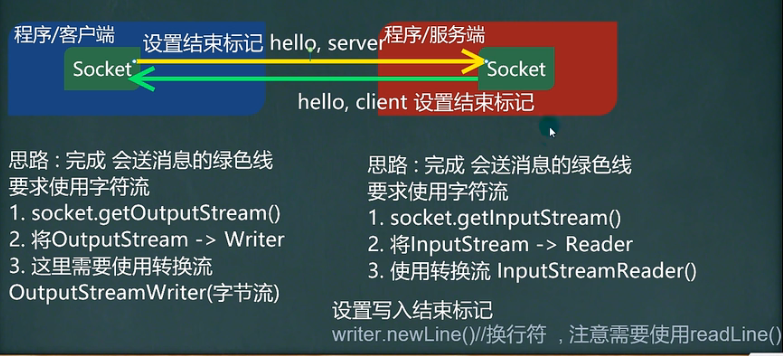 程序/客户端
设置结束标记 hello, server
程序/服务端
Socket
Socket
hello, client 设置结束标记
思路 : 完成 会送消息的绿色线
要求使用字符流
1. socket.getOutputStream()
2. 将OutputStream -> Writer
3. 这里需要使用转换流
OutputStreamWriter(字节流)
思路 : 完成 会送消息的绿色线
要求使用字符流
1. socket.getInputStream()
2. 将InputStream -> Reader
3. 使用转换流 InputStreamReader()
设置写入结束标记
writer.newLine()//换行符 , 注意需要使用readLine()